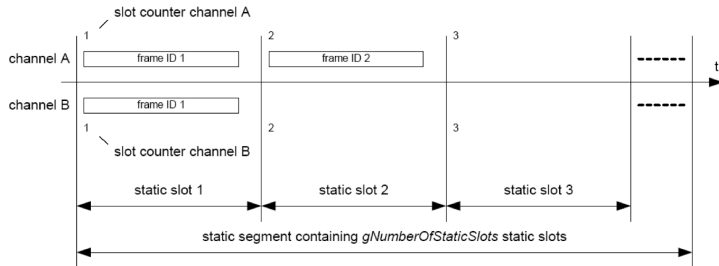 slot counter channel A
1 2 3
channel A frame ID 1 frame ID 2
t
channel B frame ID 1
1 2 3
slot counter channel B
static slot 1 static slot 2 static slot 3
static segment containing gNumberOfStaticSlots static slots